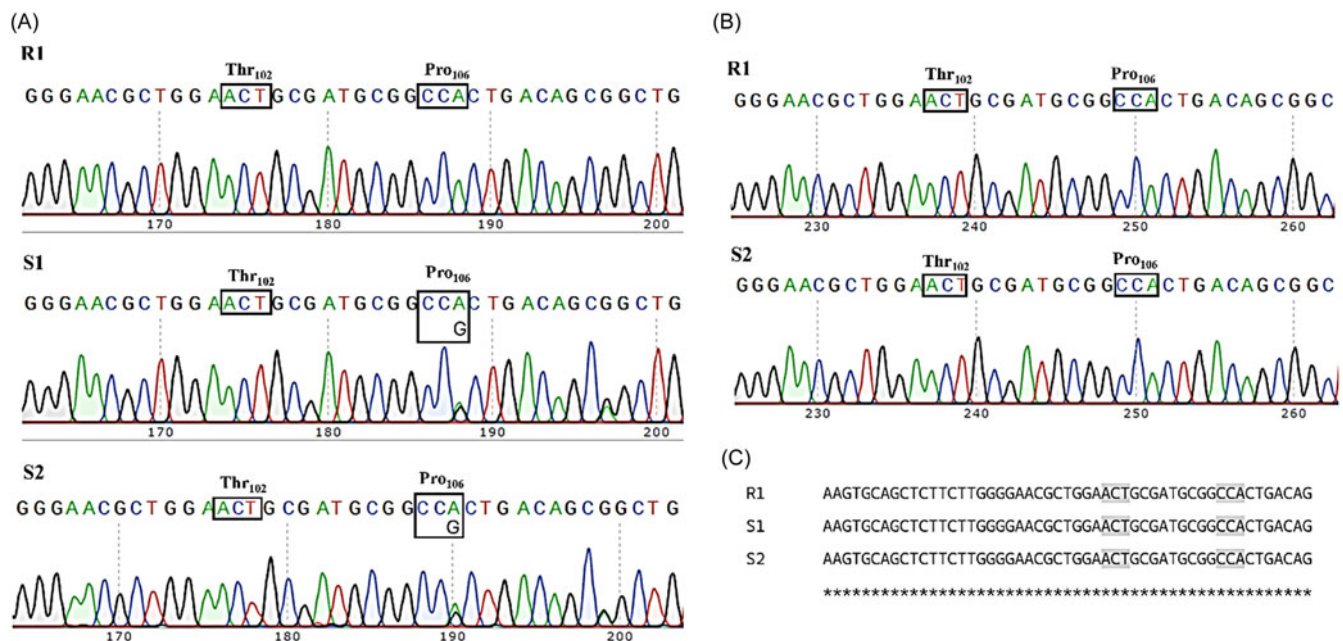 (A)
R1
Thr102 Pro106
GGGAACGCTGGAACTGCGATGCGGCCACTGACAGCGGCTG
170 180 190 200
S1
Thr102 Pro106
GGGAACGCTGGAACTGCGATGCGGCCACTGACAGCGGCTG
G
170 180 190 200
S2
Thr102 Pro106
GGGAACGCTGGAACTGCGATGCGGCCACTGACAGCGGCTG
G
170 180 190 200
(B)
R1
Thr102 Pro106
GGGAACGCTGGAACTGCGATGCGGCCACTGACAGCGGC
230 240 250 260
S2
Thr102 Pro106
GGGAACGCTGGAACTGCGATGCGGCCACTGACAGCGGC
230 240 250 260
(C)
R1 AAGTGCAGCTCTTCTTGGGGAACGCTGGAACTGCGATGCGGCCACTGACAG
S1 AAGTGCAGCTCTTCTTGGGGAACGCTGGAACTGCGATGCGGCCACTGACAG
S2 AAGTGCAGCTCTTCTTGGGGAACGCTGGAACTGCGATGCGGCCACTGACAG
***************************************************